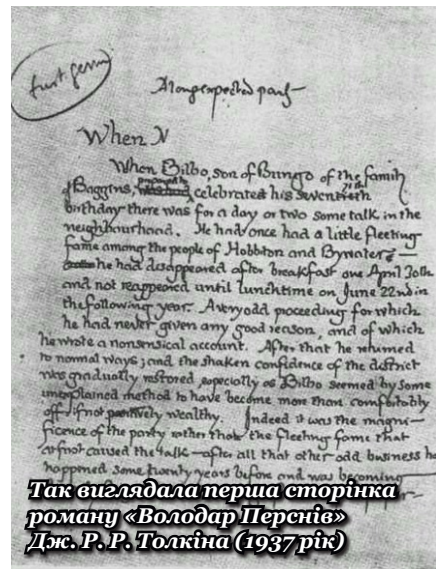 first germ
A long expected party
When N
When Bilbo, son of Bungo of the family
of Baggins, prepared to celebrate his seventieth
birthday there was for a day or two some talk in the
neighbourhood. He had once had a little fleeting
fame among the people of Hobbiton and Bywater —
he had disappeared after breakfast one April 30th
and not reappeared until lunchtime on June 22nd in
the following year. A very odd proceeding for which
he had never given any good reason, and of which
he wrote a nonsensical account. After that he returned
to normal ways; and the shaken confidence of the district
was gradually restored, especially as Bilbo seemed by some
unexplained method to have become more than comfortably
off, if not positively wealthy. Indeed it was the magni-
ficence of the party rather than the fleeting fame that
at first caused the talk — after all that other odd business had
happened some twenty years before and was becoming
Так виглядала перша сторінка
роману «Володар Перснів»
Дж. Р. Р. Толкіна (1937 рік)